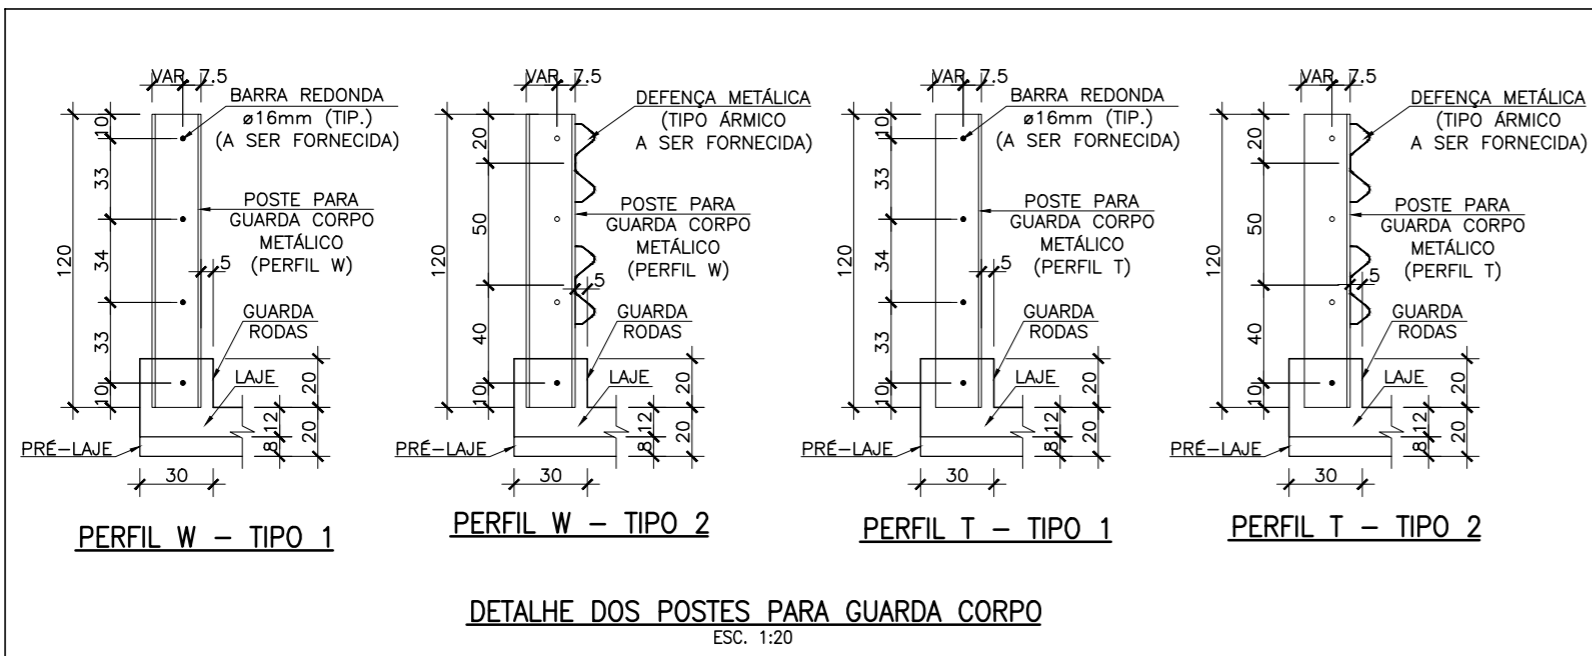 VAR 7.5
BARRA REDONDA
ø16mm (TIP.)
(A SER FORNECIDA)
10
33
34
33
10
120
POSTE PARA
GUARDA CORPO
METÁLICO
(PERFIL W)
5
GUARDA
RODAS
LAJE
20
12
20
8
PRÉ-LAJE
30
PERFIL W – TIPO 1
VAR 7.5
DEFENÇA METÁLICA
(TIPO ÁRMICO
A SER FORNECIDA)
20
50
40
10
120
POSTE PARA
GUARDA CORPO
METÁLICO
(PERFIL W)
5
GUARDA
RODAS
LAJE
20
12
20
8
PRÉ-LAJE
30
PERFIL W – TIPO 2
VAR 7.5
BARRA REDONDA
ø16mm (TIP.)
(A SER FORNECIDA)
10
33
34
33
10
120
POSTE PARA
GUARDA CORPO
METÁLICO
(PERFIL T)
5
GUARDA
RODAS
LAJE
20
12
20
8
PRÉ-LAJE
30
PERFIL T – TIPO 1
VAR 7.5
DEFENÇA METÁLICA
(TIPO ÁRMICO
A SER FORNECIDA)
20
50
40
10
120
POSTE PARA
GUARDA CORPO
METÁLICO
(PERFIL T)
5
GUARDA
RODAS
LAJE
20
12
20
8
PRÉ-LAJE
30
PERFIL T – TIPO 2
DETALHE DOS POSTES PARA GUARDA CORPO
ESC. 1:20